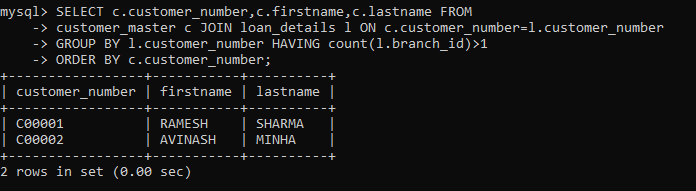 mysql> SELECT c.customer_number,c.firstname,c.lastname FROM
    -> customer_master c JOIN loan_details l ON c.customer_number=l.customer_number
    -> GROUP BY l.customer_number HAVING count(l.branch_id)>1
    -> ORDER BY c.customer_number;
+-----------------+-----------+----------+
| customer_number | firstname | lastname |
+-----------------+-----------+----------+
| C00001          | RAMESH    | SHARMA   |
| C00002          | AVINASH   | MINHA    |
+-----------------+-----------+----------+
2 rows in set (0.00 sec)